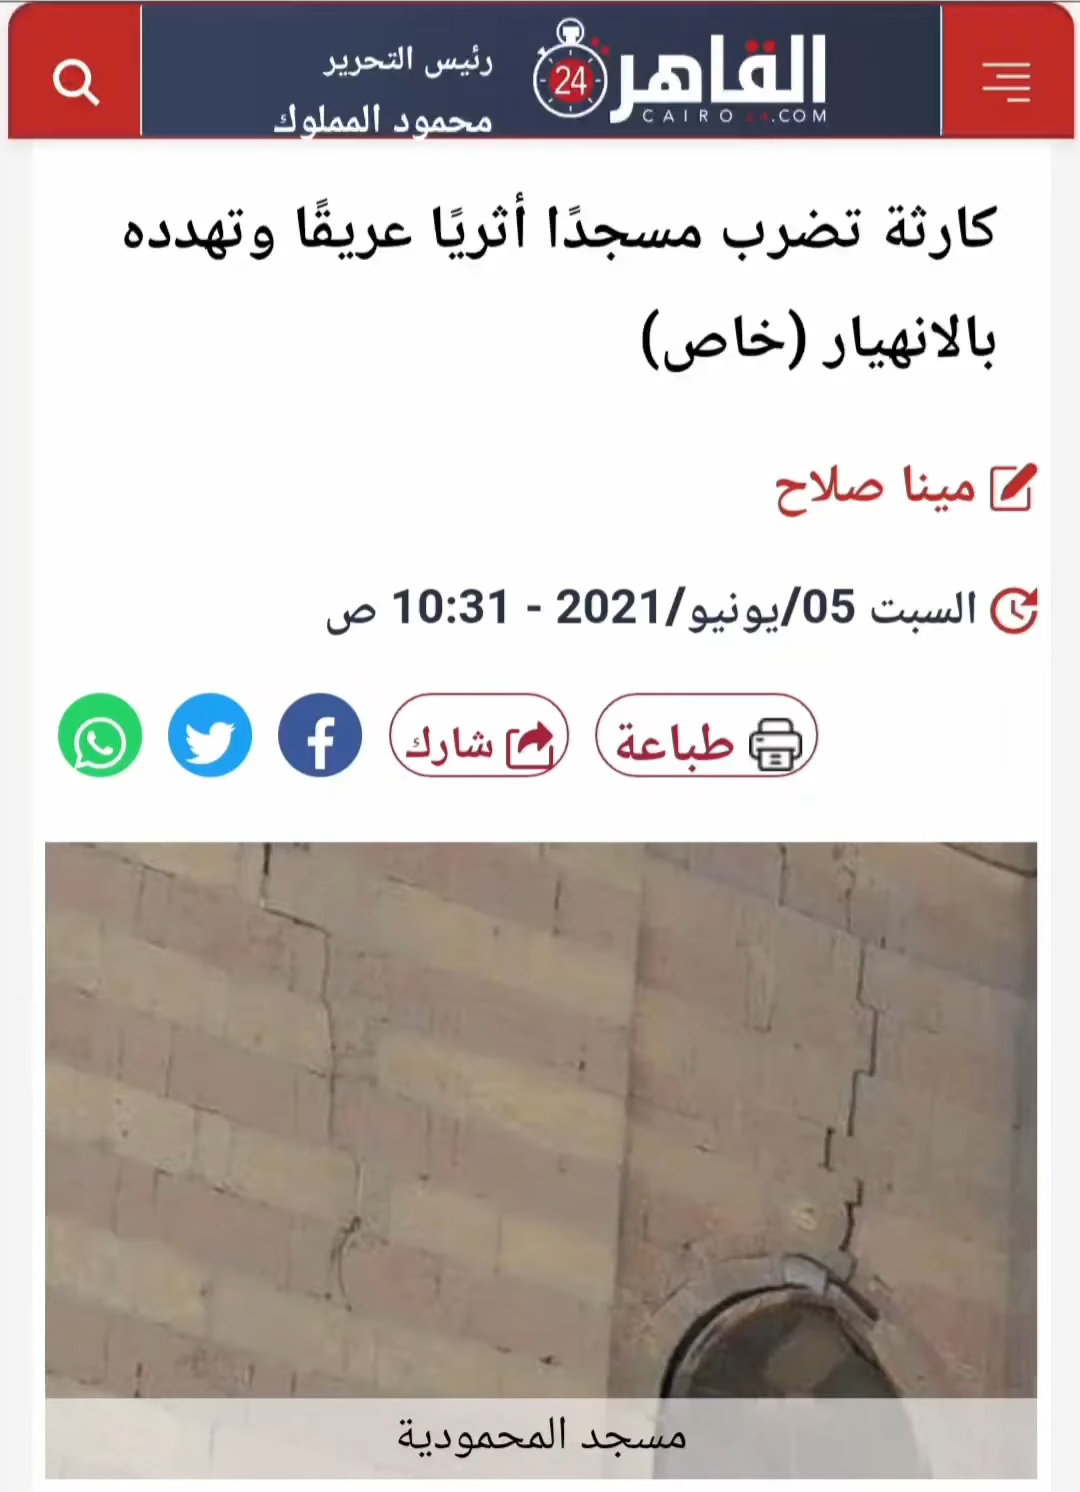 القاهرة 24
CAIRO 24.COM
رئيس التحرير
محمود المملوك
كارثة تضرب مسجدًا أثريًا عريقًا وتهدده
بالانهيار (خاص)
مينا صلاح
السبت 05/يونيو/2021 - 10:31 ص
طباعة
شارك
مسجد المحمودية